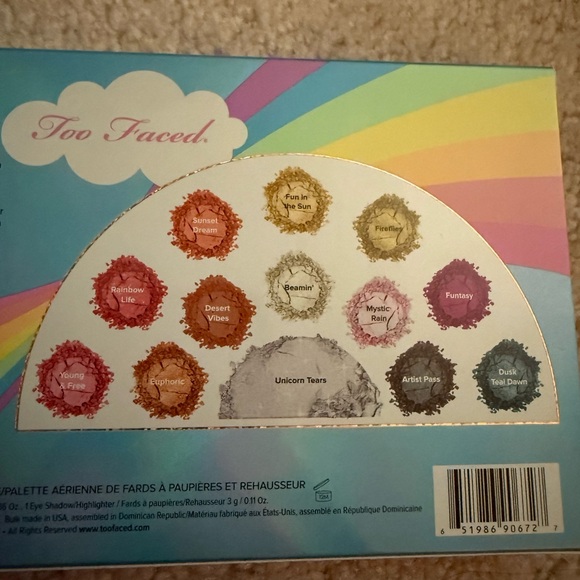 Too Faced.
Fun in
the Sun
Sunset
Dream
Fireflies
Rainbow
Life
Desert
Vibes
Beamin'
Mystic
Rain
Funtasy
Young
& Free
Euphoric
Unicorn Tears
Artist Pass
Dusk
Teal Dawn
/PALETTE AÉRIENNE DE FARDS À PAUPIÈRES ET REHAUSSEUR
Oz., 1 Eye Shadow/Highlighter / Fards à paupières/Rehausseur 3 g / 0.11 Oz.
12M
Bulk made in USA, assembled in Dominican Republic/Matériau fabriqué aux États-Unis, assemblé en République Dominicaine
• All Rights Reserved www.toofaced.com
6 51986 90672 7